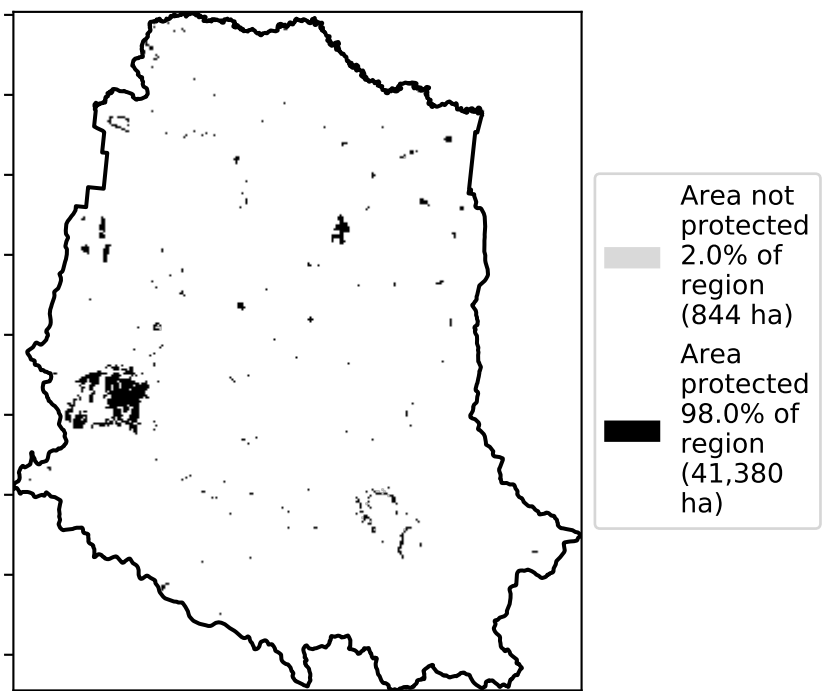 Area not
protected
2.0% of
region
(844 ha)
Area
protected
98.0% of
region
(41,380
ha)